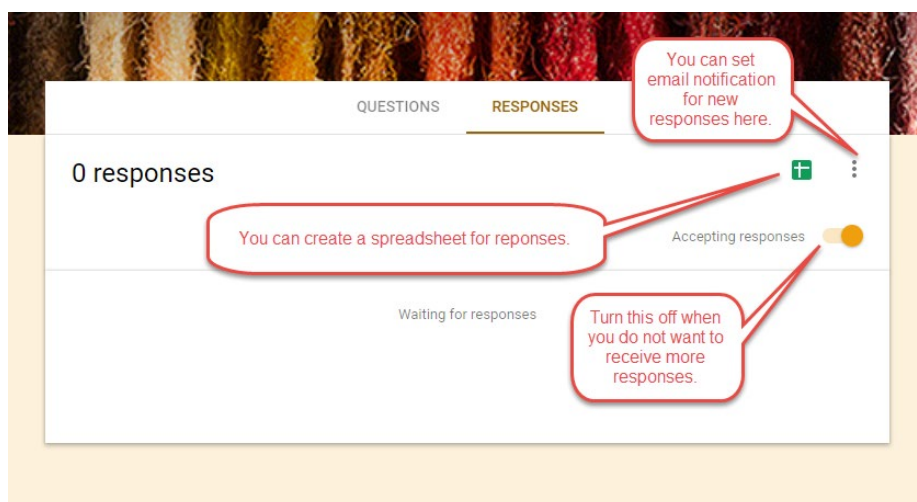 You can set
email notification
for new
responses here.
QUESTIONS RESPONSES
0 responses
You can create a spreadsheet for reponses.
Accepting responses
Waiting for responses
Turn this off when
you do not want to
receive more
responses.